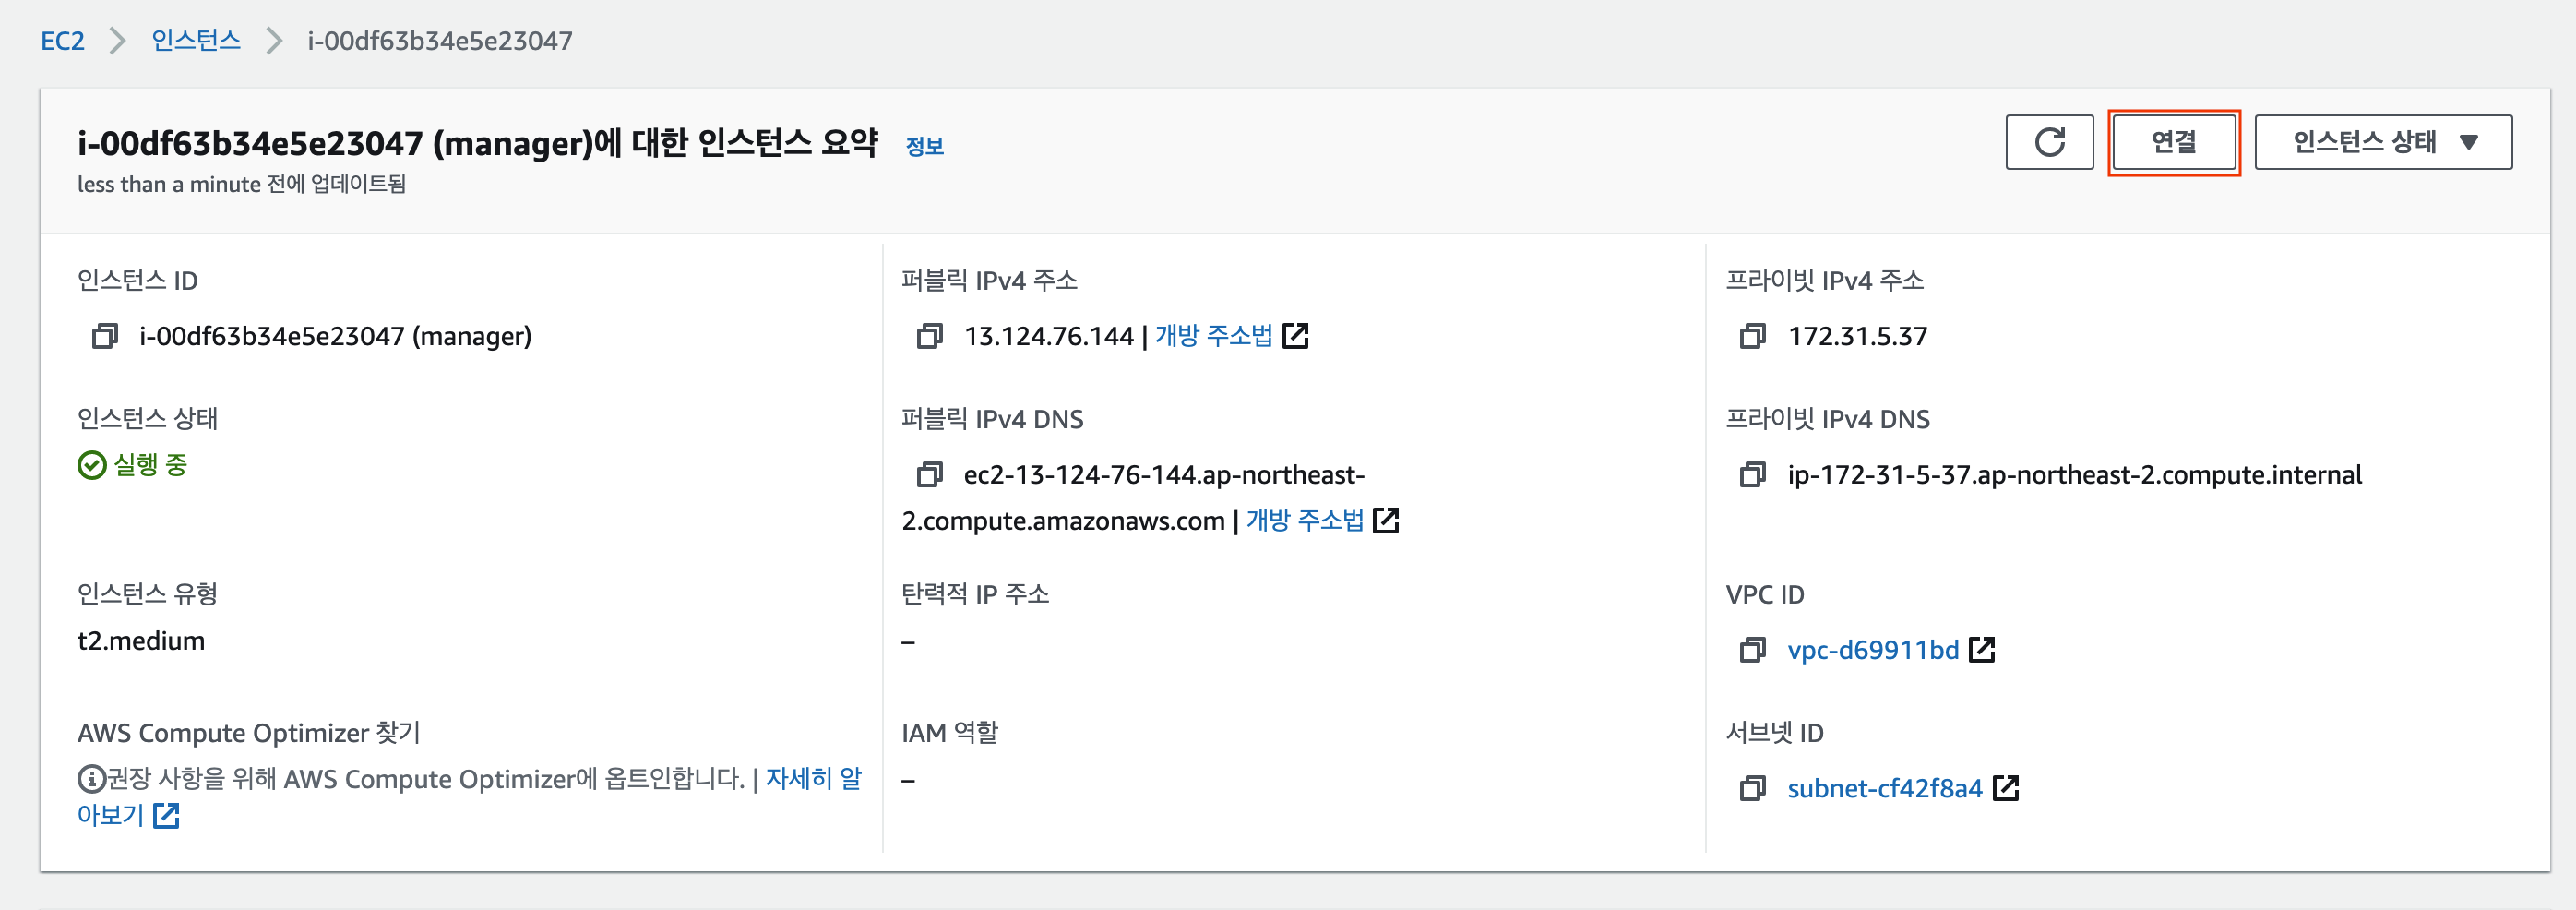 EC2 > 인스턴스 > i-00df63b34e5e23047
i-00df63b34e5e23047 (manager)에 대한 인스턴스 요약 정보
less than a minute 전에 업데이트됨
연결
인스턴스 상태
인스턴스 ID
i-00df63b34e5e23047 (manager)
퍼블릭 IPv4 주소
13.124.76.144 | 개방 주소법
프라이빗 IPv4 주소
172.31.5.37
인스턴스 상태
실행 중
퍼블릭 IPv4 DNS
ec2-13-124-76-144.ap-northeast-
2.compute.amazonaws.com | 개방 주소법
프라이빗 IPv4 DNS
ip-172-31-5-37.ap-northeast-2.compute.internal
인스턴스 유형
t2.medium
탄력적 IP 주소
–
VPC ID
vpc-d69911bd
AWS Compute Optimizer 찾기
권장 사항을 위해 AWS Compute Optimizer에 옵트인합니다. | 자세히 알
아보기
IAM 역할
–
서브넷 ID
subnet-cf42f8a4